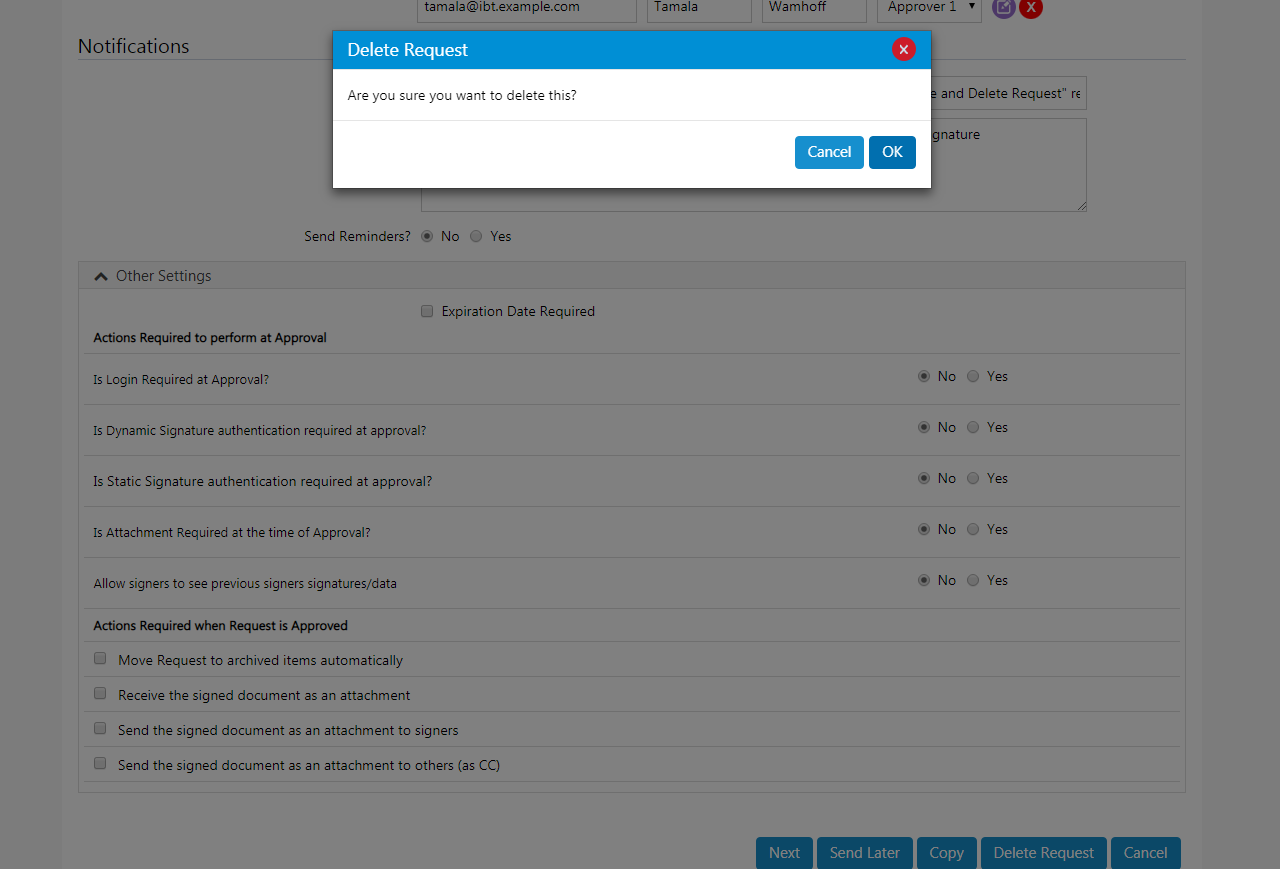 tamala@ibt.example.com Tamala Wamhoff Approver 1 X
Notifications
Delete Request X
Are you sure you want to delete this?
and Delete Request" re
Cancel OK
Send Reminders? No Yes
Other Settings
Expiration Date Required
Actions Required to perform at Approval
Is Login Required at Approval? No Yes
Is Dynamic Signature authentication required at approval? No Yes
Is Static Signature authentication required at approval? No Yes
Is Attachment Required at the time of Approval? No Yes
Allow signers to see previous signers signatures/data No Yes
Actions Required when Request is Approved
Move Request to archived items automatically
Receive the signed document as an attachment
Send the signed document as an attachment to signers
Send the signed document as an attachment to others (as CC)
Next Send Later Copy Delete Request Cancel